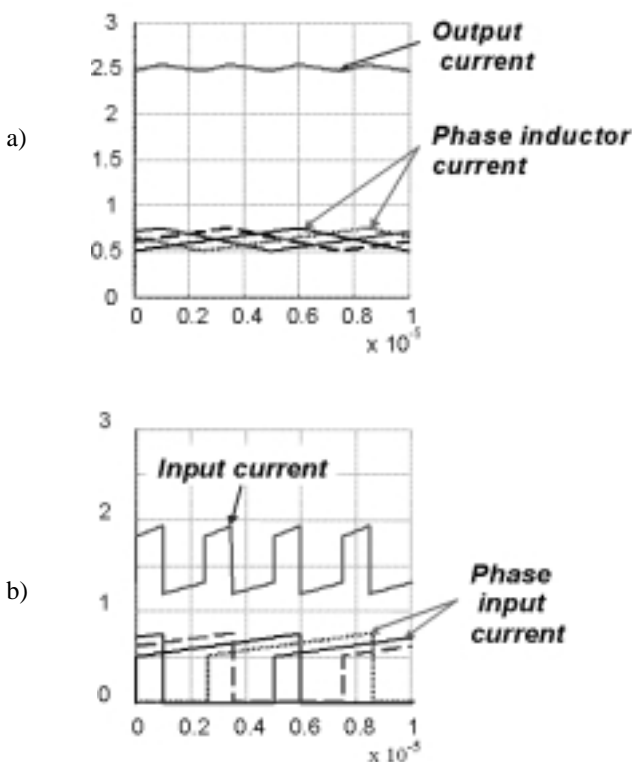 a)
3
2.5
2
1.5
1
0.5
0
0 0.2 0.4 0.6 0.8 1
x 10-5
Output
current
Phase inductor
current
b)
3
2
1
0
0 0.2 0.4 0.6 0.8 1
x 10-5
Input current
Phase
input
current